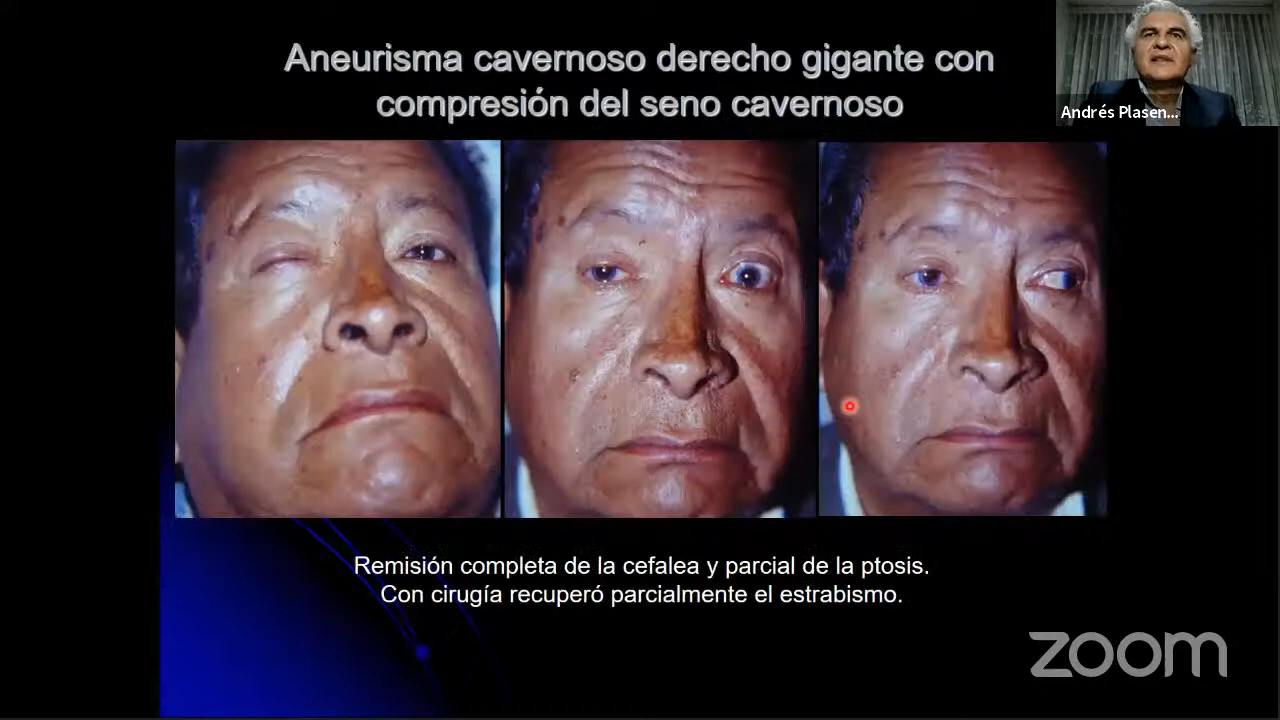 Aneurisma cavernoso derecho gigante con
compresión del seno cavernoso
Andrés Plasen...
Remisión completa de la cefalea y parcial de la ptosis.
Con cirugía recuperó parcialmente el estrabismo.
zoom